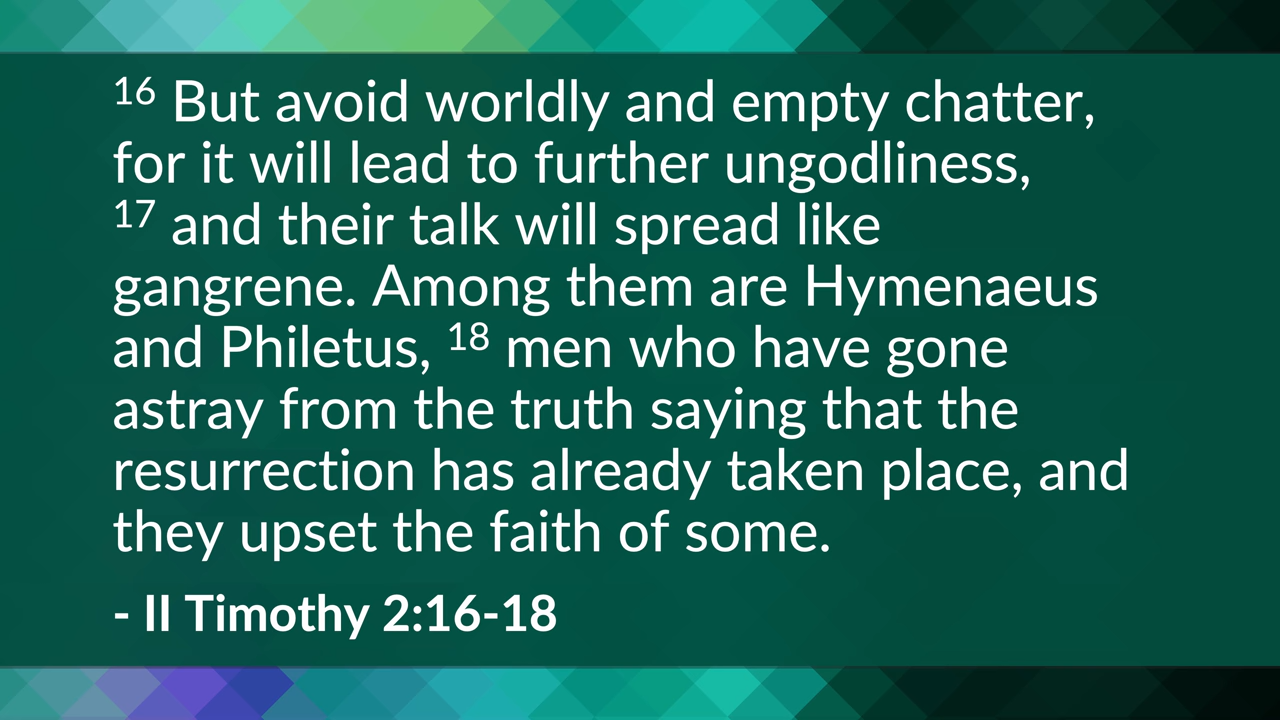 16 But avoid worldly and empty chatter,
for it will lead to further ungodliness,
17 and their talk will spread like
gangrene. Among them are Hymenaeus
and Philetus, 18 men who have gone
astray from the truth saying that the
resurrection has already taken place, and
they upset the faith of some.
- II Timothy 2:16-18